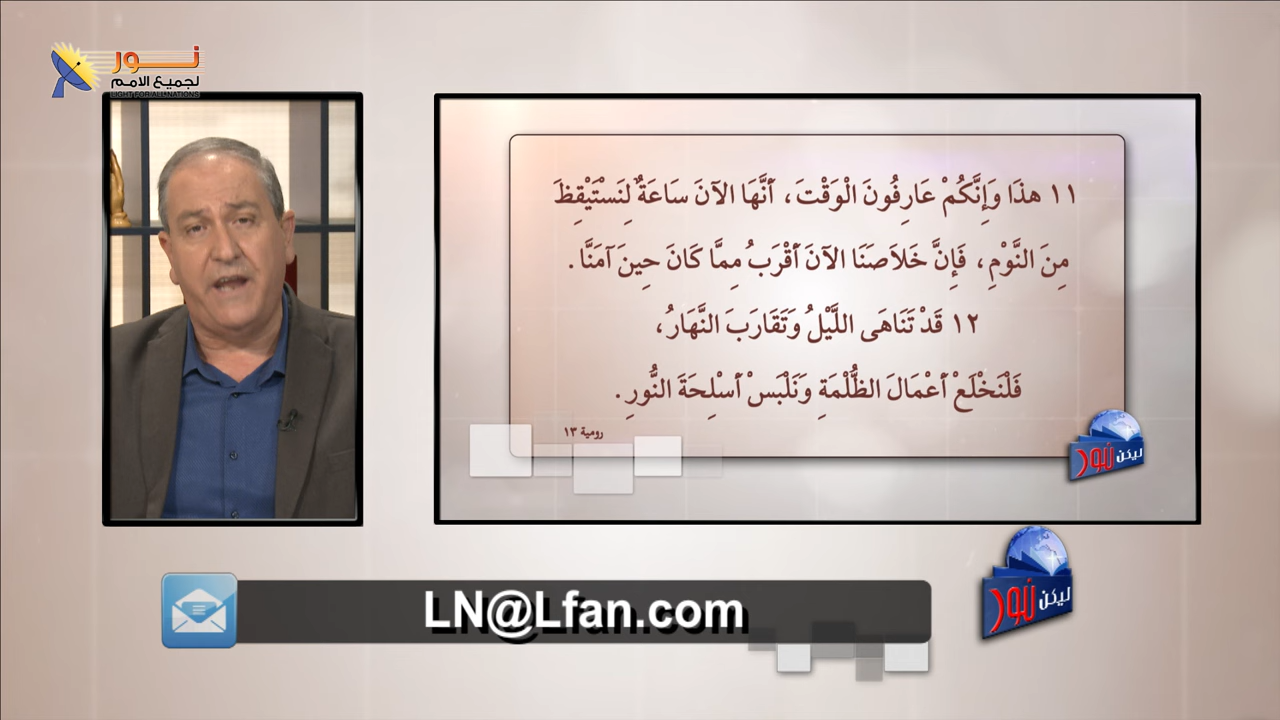 نور
لجميع الامم
LIGHT FOR ALL NATIONS
١١ هذَا وَإِنَّكُمْ عَارِفُونَ الْوَقْتَ، أَنَّهَا الآنَ سَاعَةٌ لِنَسْتَيْقِظَ
مِنَ النَّوْمِ، فَإِنَّ خَلاَصَنَا الآنَ أَقْرَبُ مِمَّا كَانَ حِينَ آمَنَّا.
١٢ قَدْ تَنَاهَى اللَّيْلُ وَتَقَارَبَ النَّهَارُ،
فَلْنَخْلَعْ أَعْمَالَ الظُّلْمَةِ وَنَلْبَسْ أَسْلِحَةَ النُّورِ.
رومية ١٣
ليكن نور
LN@Lfan.com
ليكن نور